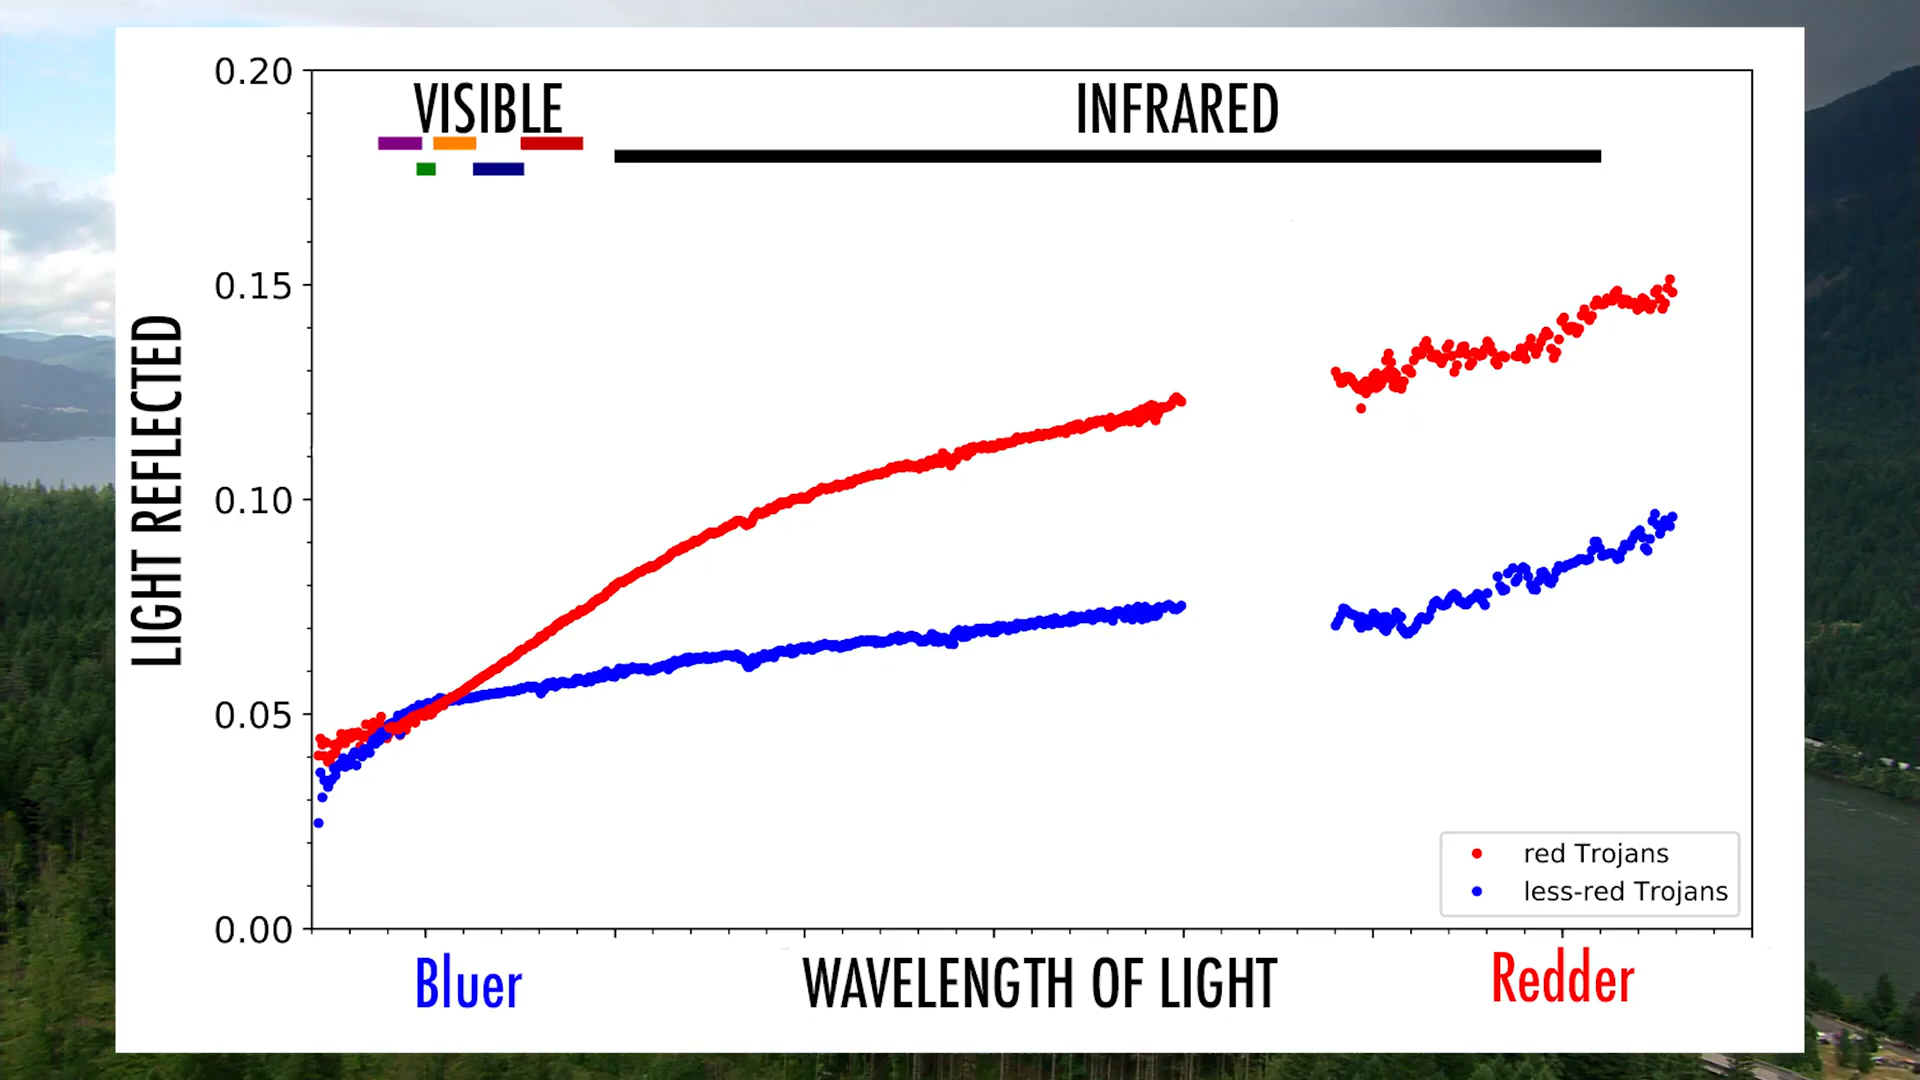 0.20
VISIBLE
INFRARED
0.15
LIGHT REFLECTED
0.10
0.05
red Trojans
less-red Trojans
0.00
Bluer
WAVELENGTH OF LIGHT
Redder